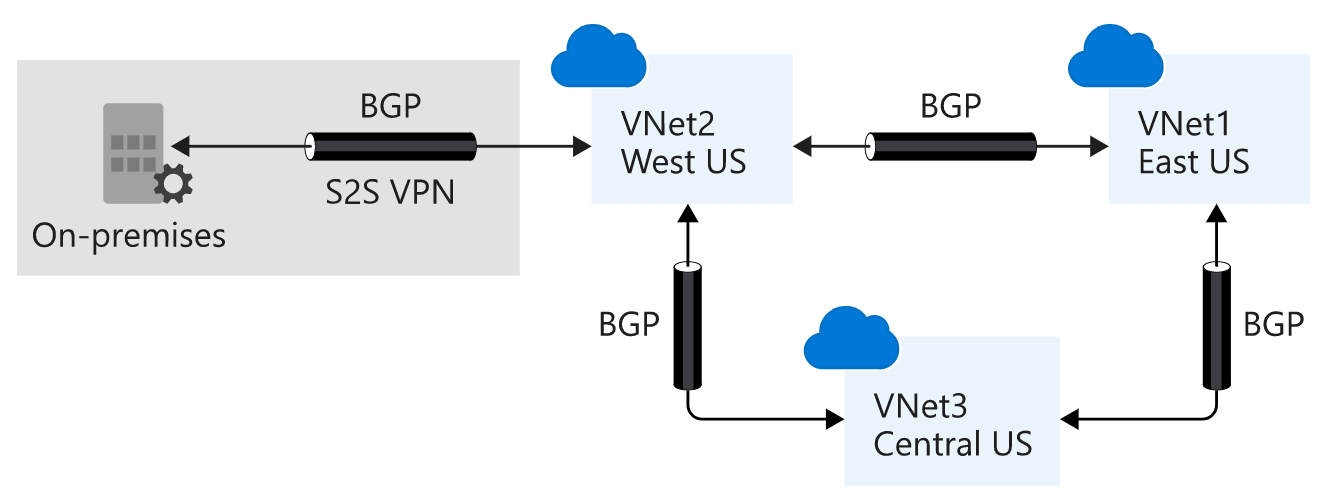 BGP
S2S VPN
On-premises
VNet2
West US
BGP
VNet1
East US
BGP
VNet3
Central US
BGP